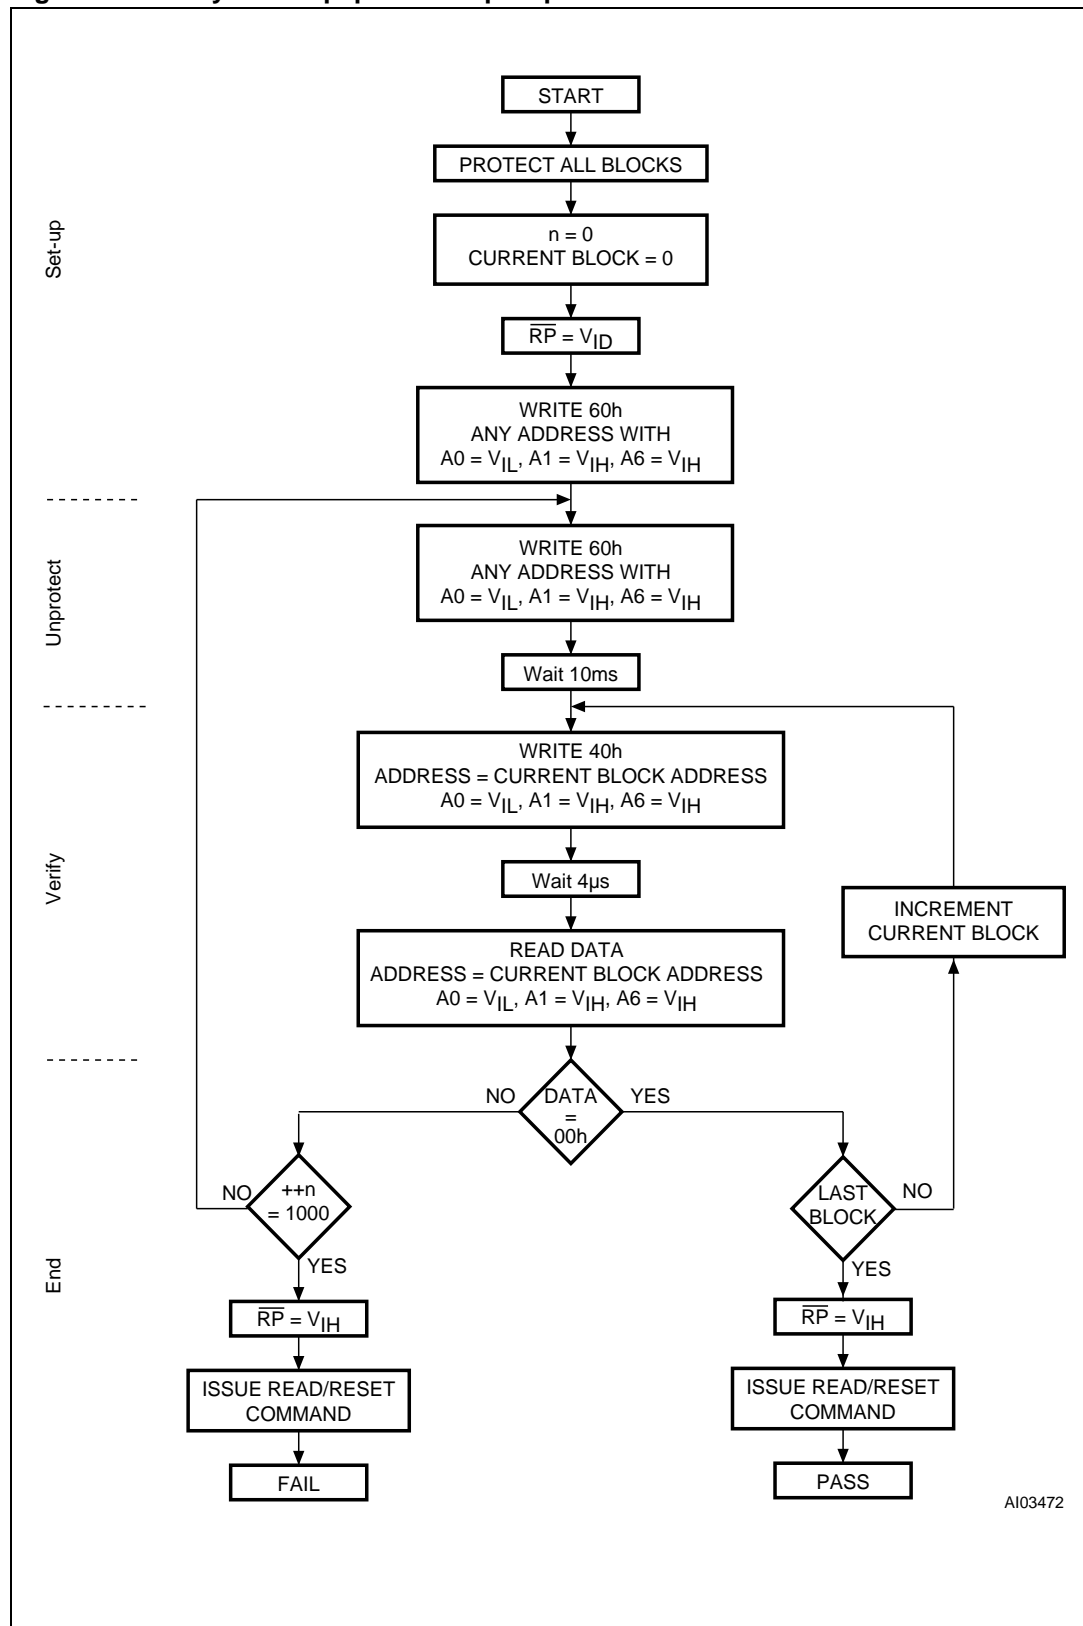 START
PROTECT ALL BLOCKS
Set-up
n = 0
CURRENT BLOCK = 0
RP = VID
WRITE 60h
ANY ADDRESS WITH
A0 = VIL, A1 = VIH, A6 = VIH
Unprotect
WRITE 60h
ANY ADDRESS WITH
A0 = VIL, A1 = VIH, A6 = VIH
Wait 10ms
Verify
WRITE 40h
ADDRESS = CURRENT BLOCK ADDRESS
A0 = VIL, A1 = VIH, A6 = VIH
Wait 4µs
INCREMENT
CURRENT BLOCK
READ DATA
ADDRESS = CURRENT BLOCK ADDRESS
A0 = VIL, A1 = VIH, A6 = VIH
End
NO
DATA
=
00h
YES
NO
++n
= 1000
YES
LAST
BLOCK
NO
YES
RP = VIH
RP = VIH
ISSUE READ/RESET
COMMAND
ISSUE READ/RESET
COMMAND
FAIL
PASS
AI03472